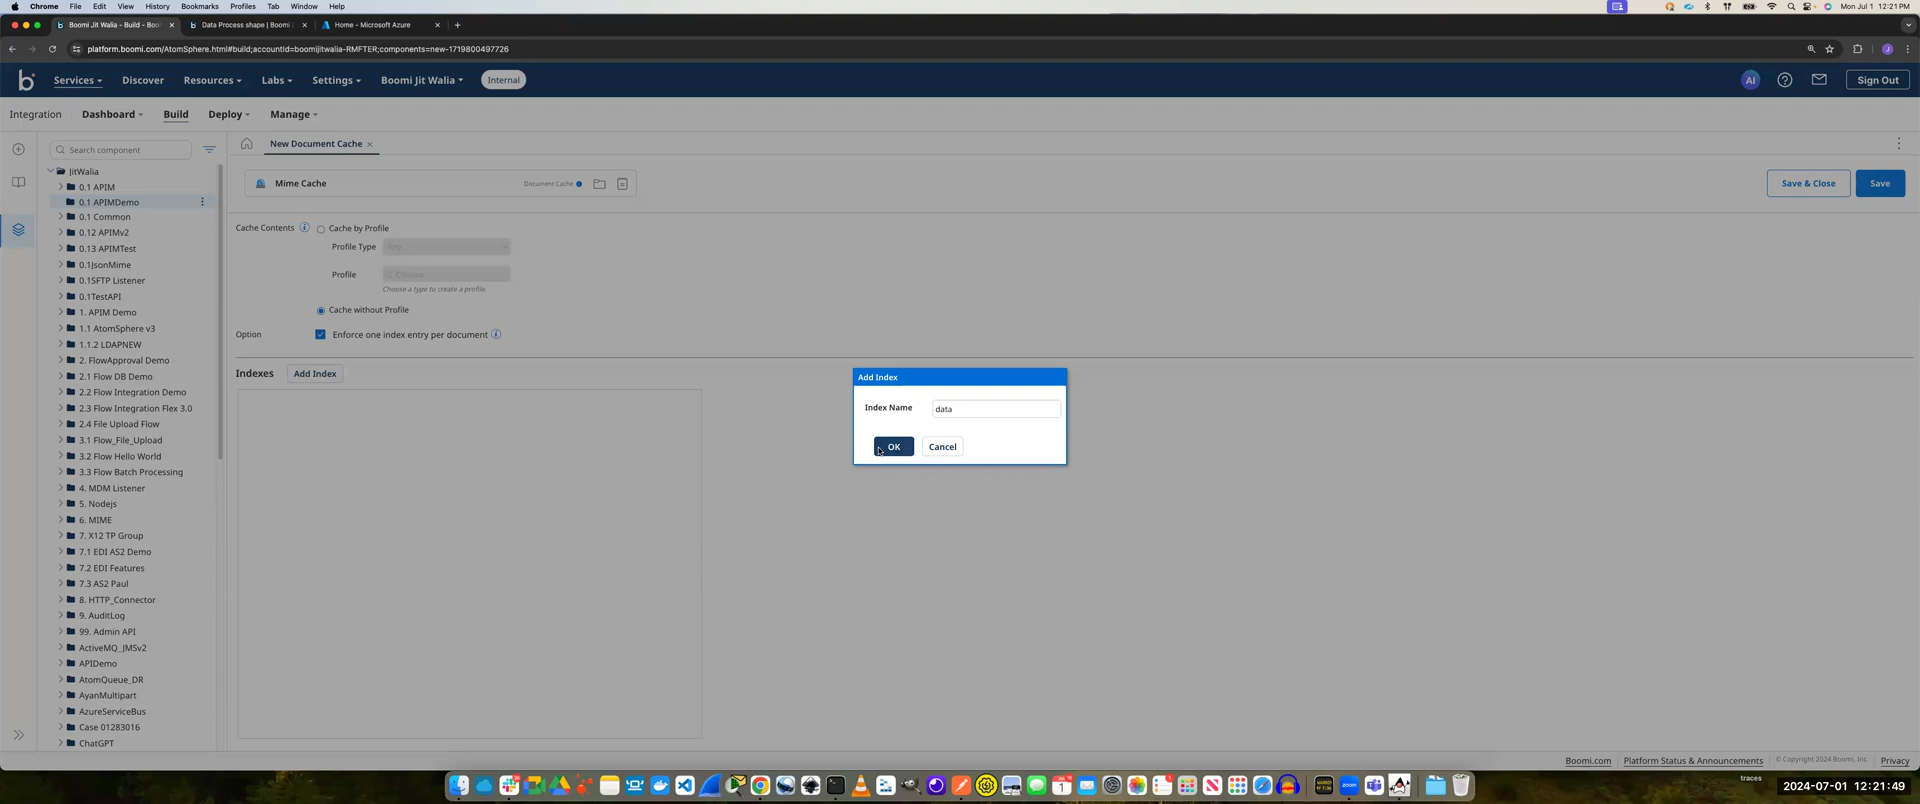 Chrome File Edit View History Bookmarks Profiles Tab Window Help Mon Jul 1 12:21 PM
Boomi Jit Walia - Build - Boo Data Process shape | Boomi Home - Microsoft Azure
platform.boomi.com/AtomSphere.html#build;accountId=boomijitwalia-RMFTER;components=new-1719800497726
Services Discover Resources Labs Settings Boomi Jit Walia Internal AI Sign Out
Integration Dashboard Build Deploy Manage
Search component New Document Cache
JitWalia
0.1 APIM
0.1 APIMDemo
0.1 Common
0.12 APIMv2
0.13 APIMTest
0.1JsonMime
0.1SFTP Listener
0.1TestAPI
1. APIM Demo
1.1 AtomSphere v3
1.1.2 LDAPNEW
2. FlowApproval Demo
2.1 Flow DB Demo
2.2 Flow Integration Demo
2.3 Flow Integration Flex 3.0
2.4 File Upload Flow
3.1 Flow_File_Upload
3.2 Flow Hello World
3.3 Flow Batch Processing
4. MDM Listener
5. Nodejs
6. MIME
7. X12 TP Group
7.1 EDI AS2 Demo
7.2 EDI Features
7.3 AS2 Paul
8. HTTP_Connector
9. AuditLog
99. Admin API
ActiveMQ_JMSv2
APIDemo
AtomQueue_DR
AyanMultipart
AzureServiceBus
Case 01283016
ChatGPT
Mime Cache Document Cache Save & Close Save
Cache Contents Cache by Profile
Profile Type Any
Profile Choose...
Choose a type to create a profile.
Cache without Profile
Option Enforce one index entry per document
Indexes Add Index
Add Index
Index Name data
OK Cancel
Boomi.com Platform Status & Announcements © Copyright 2024 Boomi, Inc. Privacy
traces
2024-07-01 12:21:49